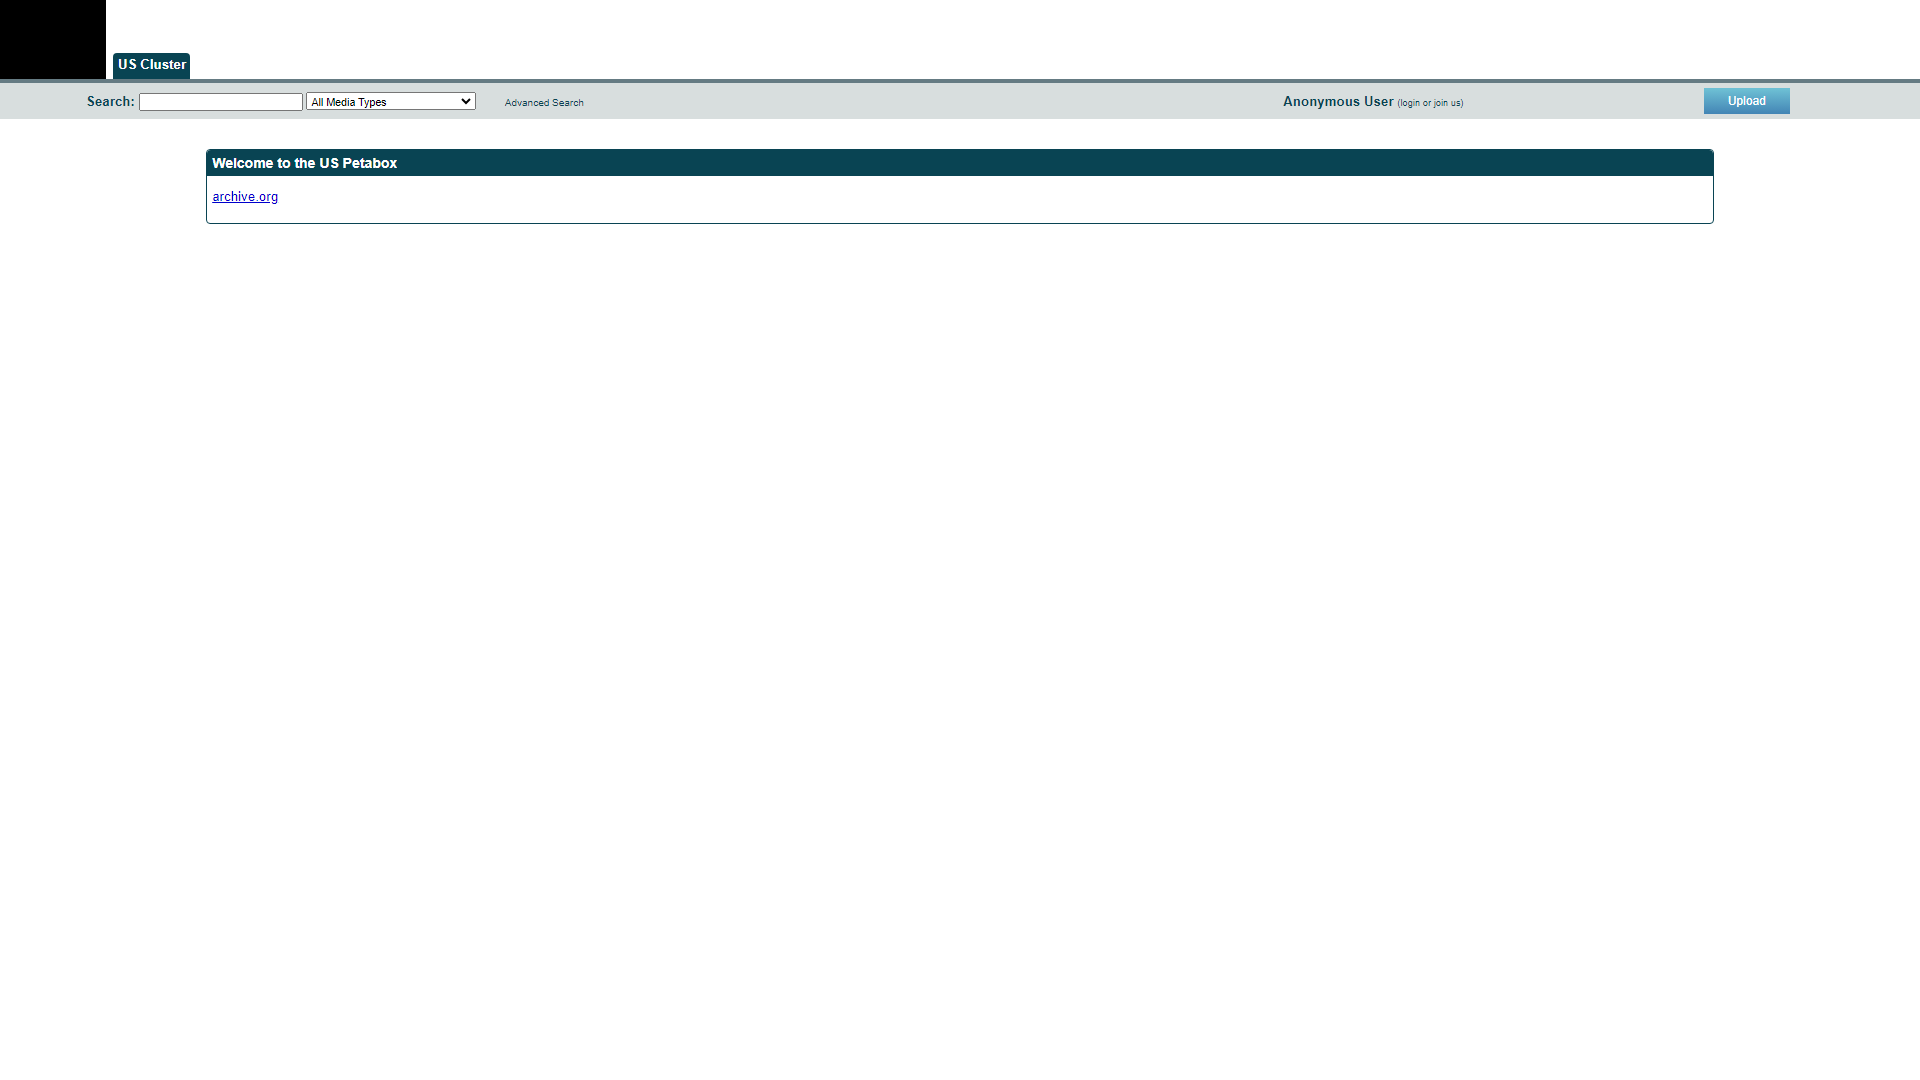 US Cluster
Search: All Media Types Advanced Search Anonymous User (login or join us) Upload
Welcome to the US Petabox
archive.org